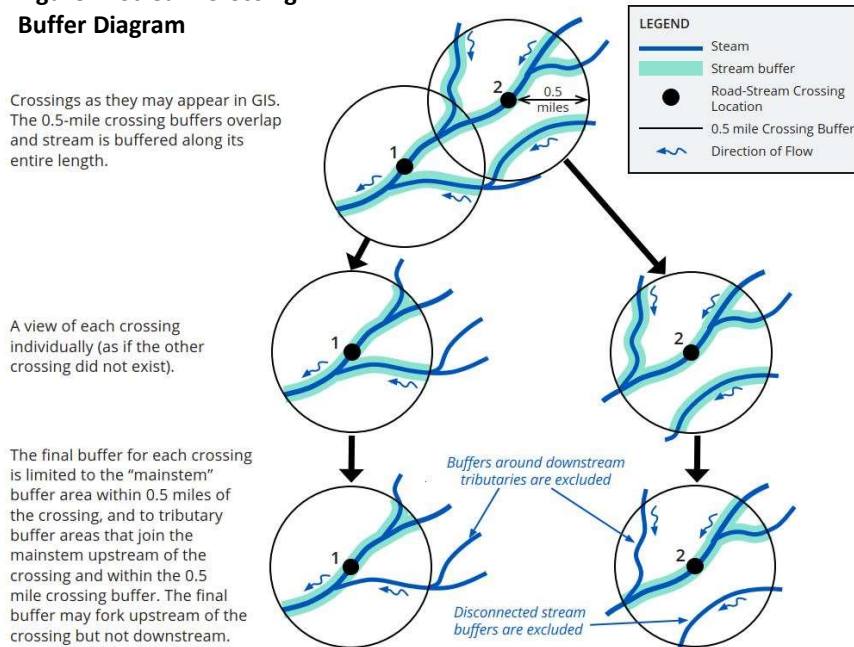 Buffer Diagram
Crossings as they may appear in GIS.
The 0.5-mile crossing buffers overlap
and stream is buffered along its
entire length.
1
2
0.5
miles
LEGEND
Steam
Stream buffer
Road-Stream Crossing
Location
0.5 mile Crossing Buffer
Direction of Flow
A view of each crossing
individually (as if the other
crossing did not exist).
1
2
The final buffer for each crossing
is limited to the “mainstem”
buffer area within 0.5 miles of
the crossing, and to tributary
buffer areas that join the
mainstem upstream of the
crossing and within the 0.5
mile crossing buffer. The final
buffer may fork upstream of the
crossing but not downstream.
1
Buffers around downstream
tributaries are excluded
2
Disconnected stream
buffers are excluded